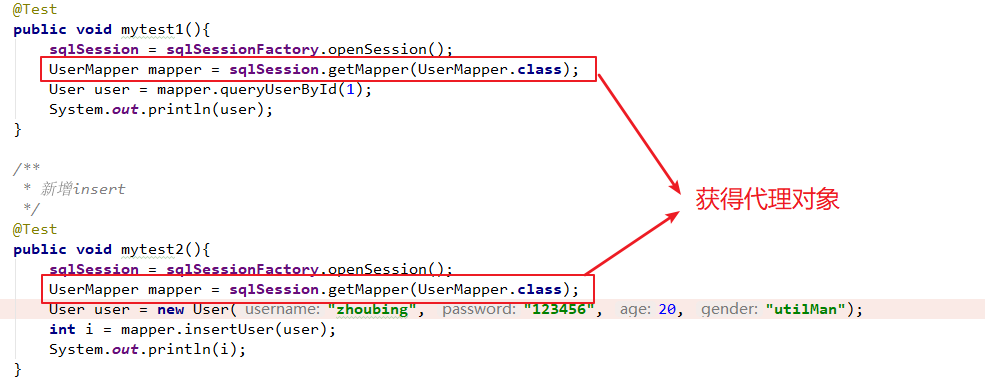 @Test
public void mytest1(){
sqlSession = sqlSessionFactory.openSession();
UserMapper mapper = sqlSession.getMapper(UserMapper.class);
User user = mapper.queryUserById(1);
System.out.println(user);
}
/**
* 新增insert
*/
@Test
public void mytest2(){
sqlSession = sqlSessionFactory.openSession();
UserMapper mapper = sqlSession.getMapper(UserMapper.class);
User user = new User( username: "zhoubing", password: "123456", age: 20, gender: "utilMan");
int i = mapper.insertUser(user);
System.out.println(i);
}
获得代理对象